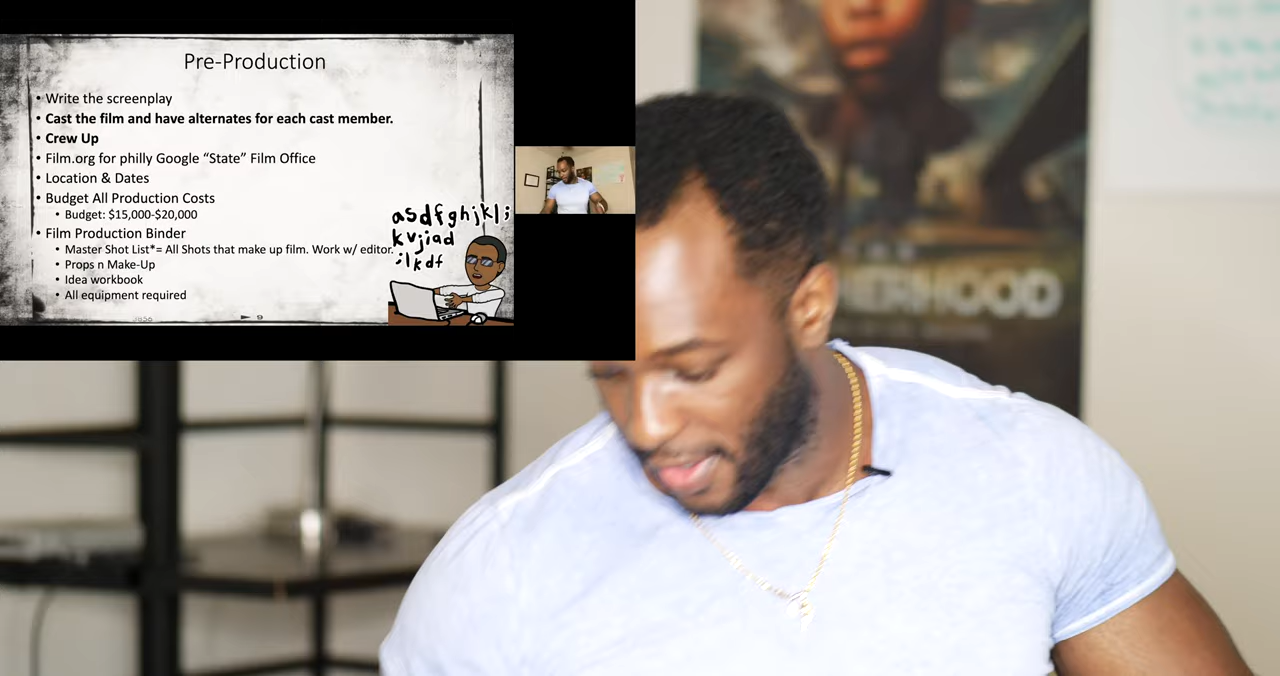 Pre-Production
• Write the screenplay
• Cast the film and have alternates for each cast member.
• Crew Up
• Film.org for philly Google “State” Film Office
• Location & Dates
• Budget All Production Costs
• Budget: $15,000-$20,000
• Film Production Binder
• Master Shot List*= All Shots that make up film. Work w/ editor.
• Props n Make-Up
• Idea workbook
• All equipment required
asdfghjkl;
kvjiad
;lkdf
9
HERHOOD